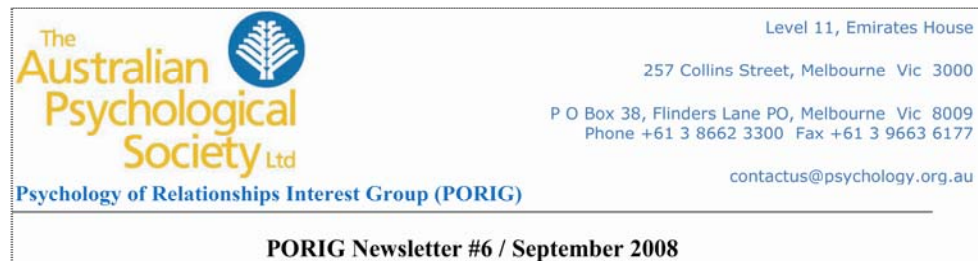 The
Australian
Psychological
Society Ltd
Psychology of Relationships Interest Group (PORIG)
Level 11, Emirates House
257 Collins Street, Melbourne Vic 3000
P O Box 38, Flinders Lane PO, Melbourne Vic 8009
Phone +61 3 8662 3300 Fax +61 3 9663 6177
contactus@psychology.org.au
PORIG Newsletter #6 / September 2008